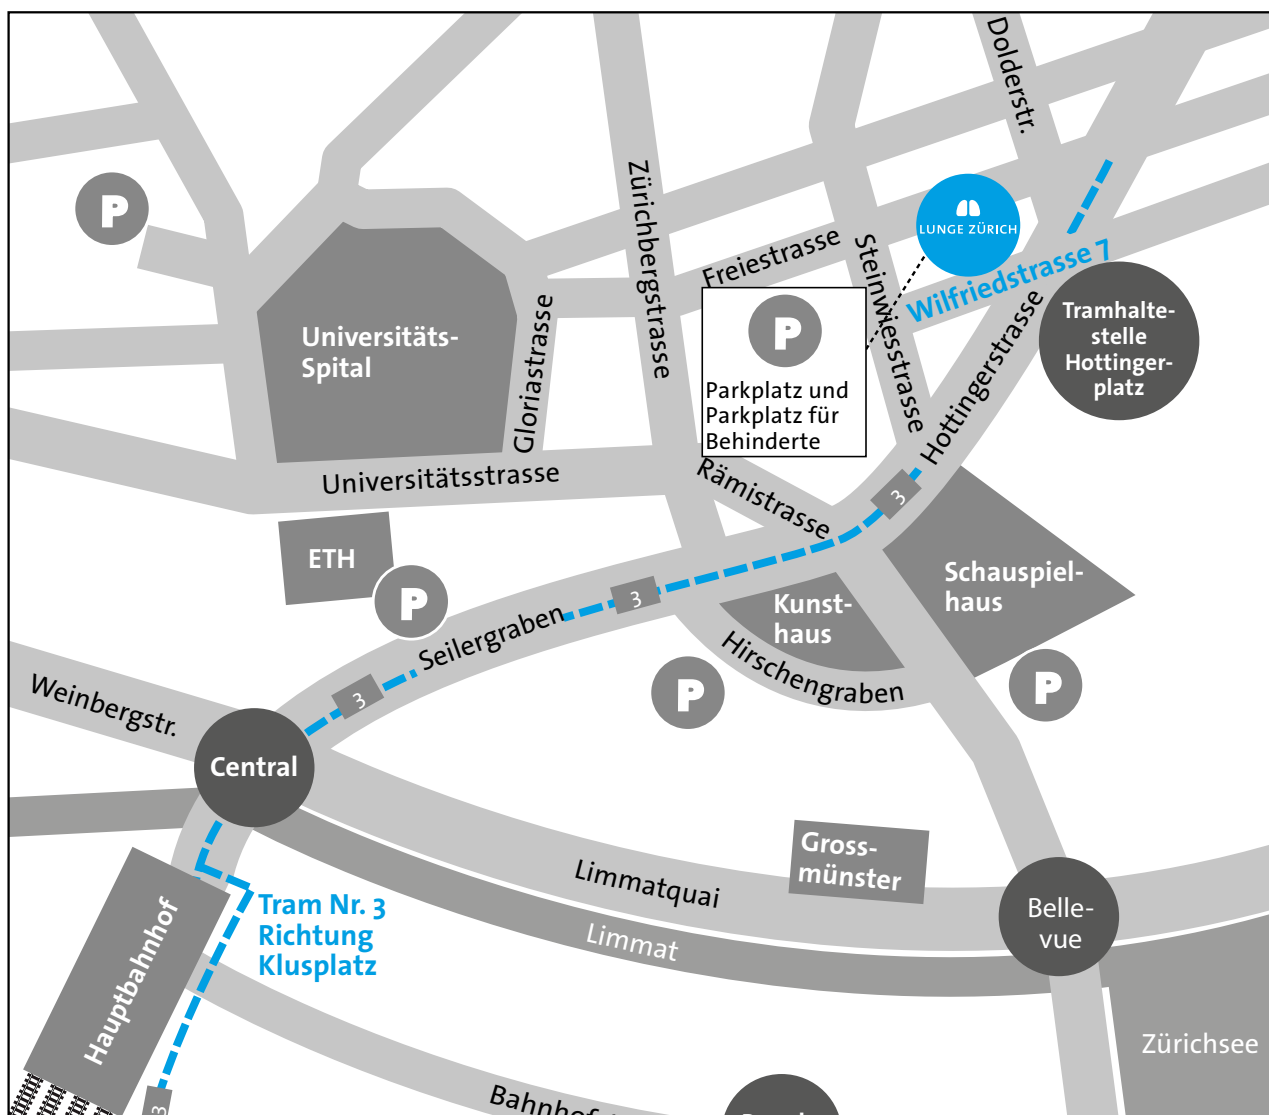 Dolderstr.
P
Zürichbergstrasse
LUNGE ZÜRICH
Freiestrasse
Steinwiesstrasse
Wilfriedstrasse 7
P
Parkplatz und
Parkplatz für
Behinderte
Tramhalte-
stelle
Hottinger-
platz
Hottingerstrasse
Universitäts-
Spital
Gloriastrasse
Universitätsstrasse
Rämistrasse
3
ETH
P
Schauspiel-
haus
Kunst-
haus
3
Seilergraben
Hirschengraben
P
P
3
Weinbergstr.
Central
Gross-
münster
Limmatquai
Limmat
Belle-
vue
Tram Nr. 3
Richtung
Klusplatz
Hauptbahnhof
Zürichsee
3